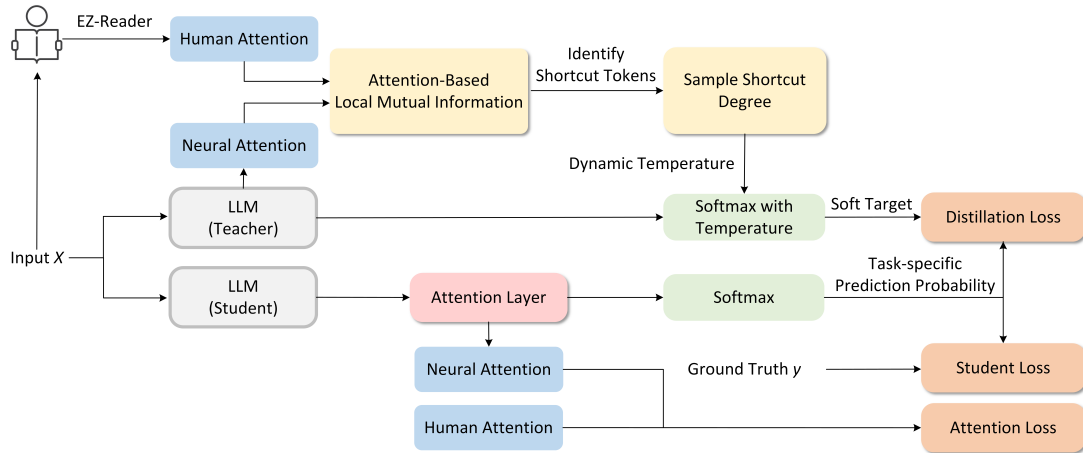 EZ-Reader
Human Attention
Attention-Based
Local Mutual Information
Identify
Shortcut Tokens
Sample Shortcut
Degree
Neural Attention
Dynamic Temperature
LLM
(Teacher)
Softmax with
Temperature
Soft Target
Distillation Loss
Input X
Task-specific
Prediction Probability
LLM
(Student)
Attention Layer
Softmax
Neural Attention
Ground Truth y
Student Loss
Human Attention
Attention Loss